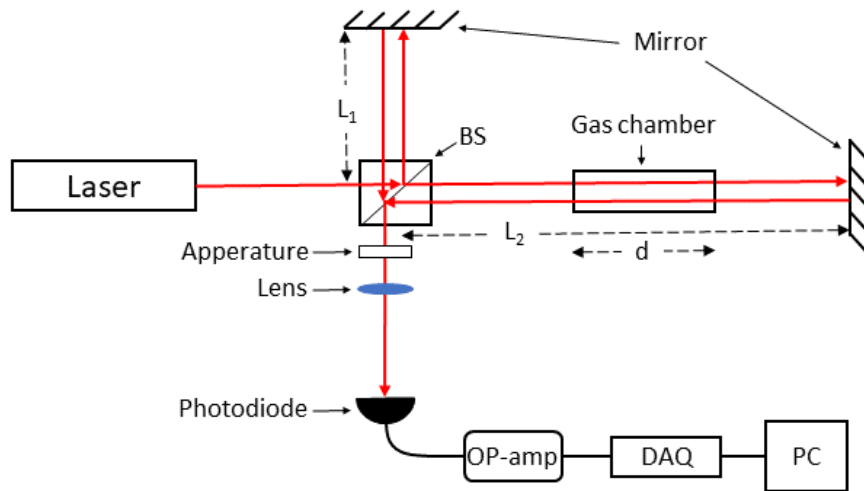 Mirror
L₁
BS
Gas chamber
Laser
L₂
Apperature
d
Lens
Photodiode
OP-amp
DAQ
PC